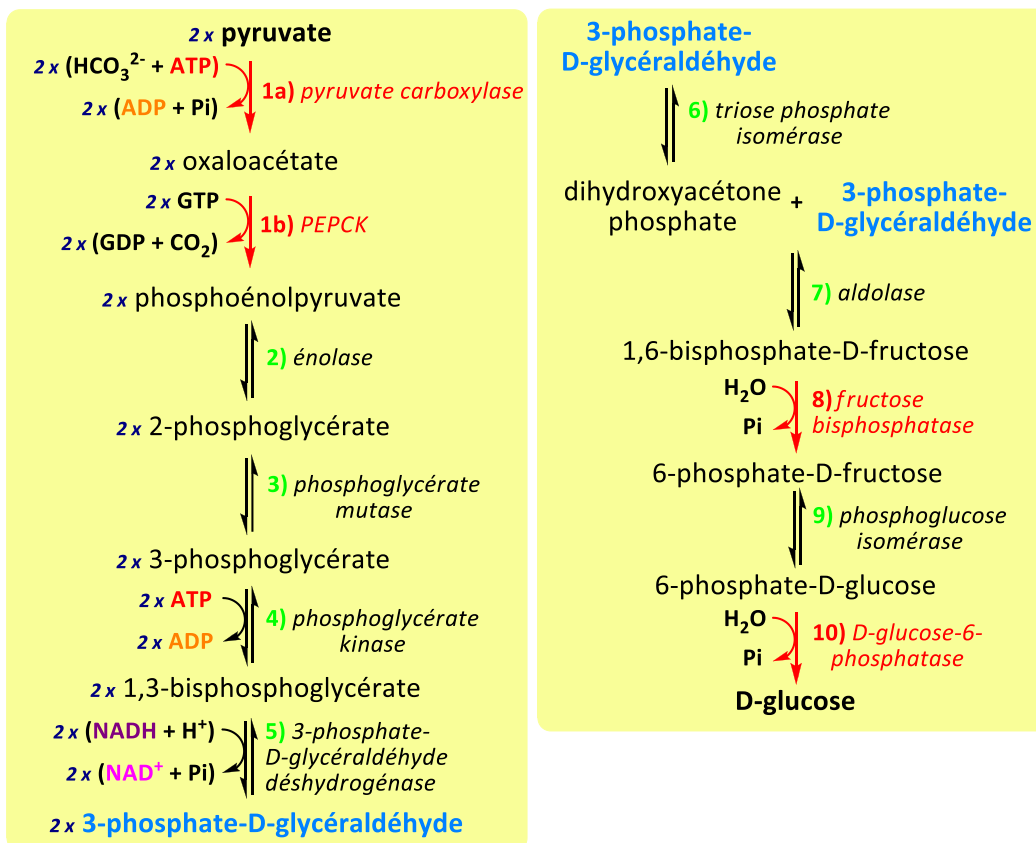 2 x pyruvate
2 x (HCO₃²⁻ + ATP)
1a) pyruvate carboxylase
2 x (ADP + Pi)
2 x oxaloacétate
2 x GTP
1b) PEPCK
2 x (GDP + CO₂)
2 x phosphoénolpyruvate
2) énolase
2 x 2-phosphoglycérate
3) phosphoglycérate
mutase
2 x 3-phosphoglycérate
2 x ATP
4) phosphoglycérate
kinase
2 x ADP
2 x 1,3-bisphosphoglycérate
2 x (NADH + H⁺)
5) 3-phosphate-
D-glycéraldéhyde
déshydrogénase
2 x (NAD⁺ + Pi)
2 x 3-phosphate-D-glycéraldéhyde
3-phosphate-
D-glycéraldéhyde
6) triose phosphate
isomérase
dihydroxyacétone
phosphate
+
3-phosphate-
D-glycéraldéhyde
7) aldolase
1,6-bisphosphate-D-fructose
H₂O
Pi
8) fructose
bisphosphatase
6-phosphate-D-fructose
9) phosphoglucose
isomérase
6-phosphate-D-glucose
H₂O
Pi
10) D-glucose-6-
phosphatase
D-glucose